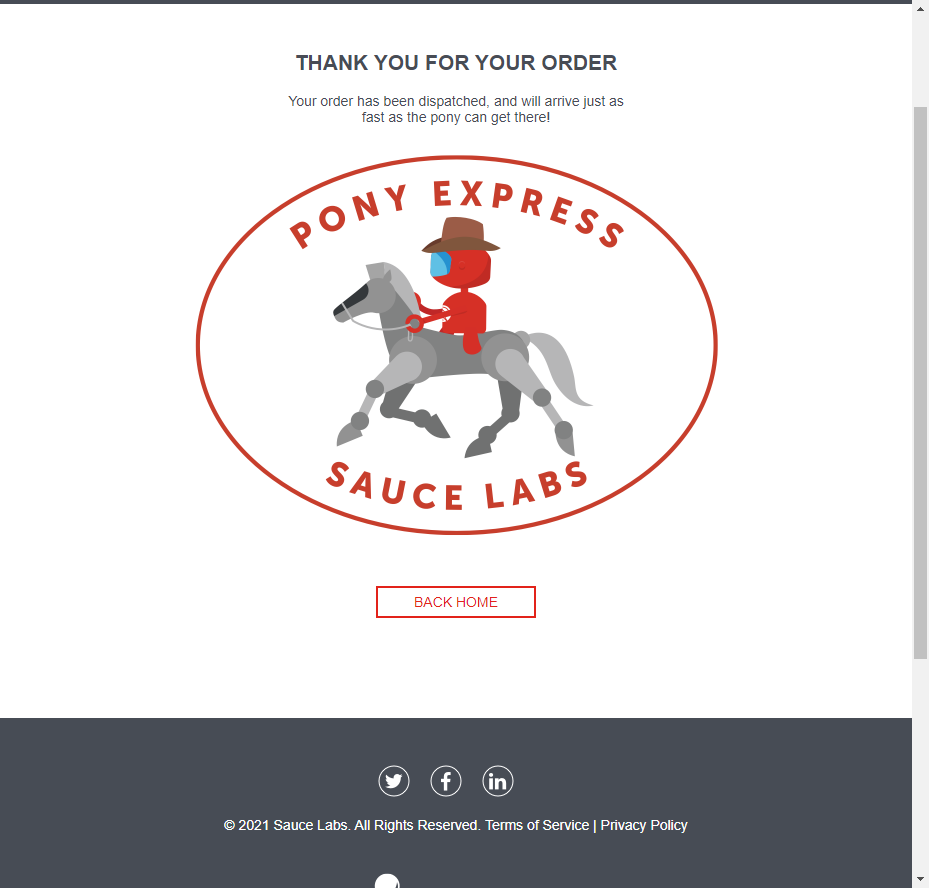 THANK YOU FOR YOUR ORDER
Your order has been dispatched, and will arrive just as
fast as the pony can get there!
PONY EXPRESS
SAUCE LABS
BACK HOME
© 2021 Sauce Labs. All Rights Reserved. Terms of Service | Privacy Policy